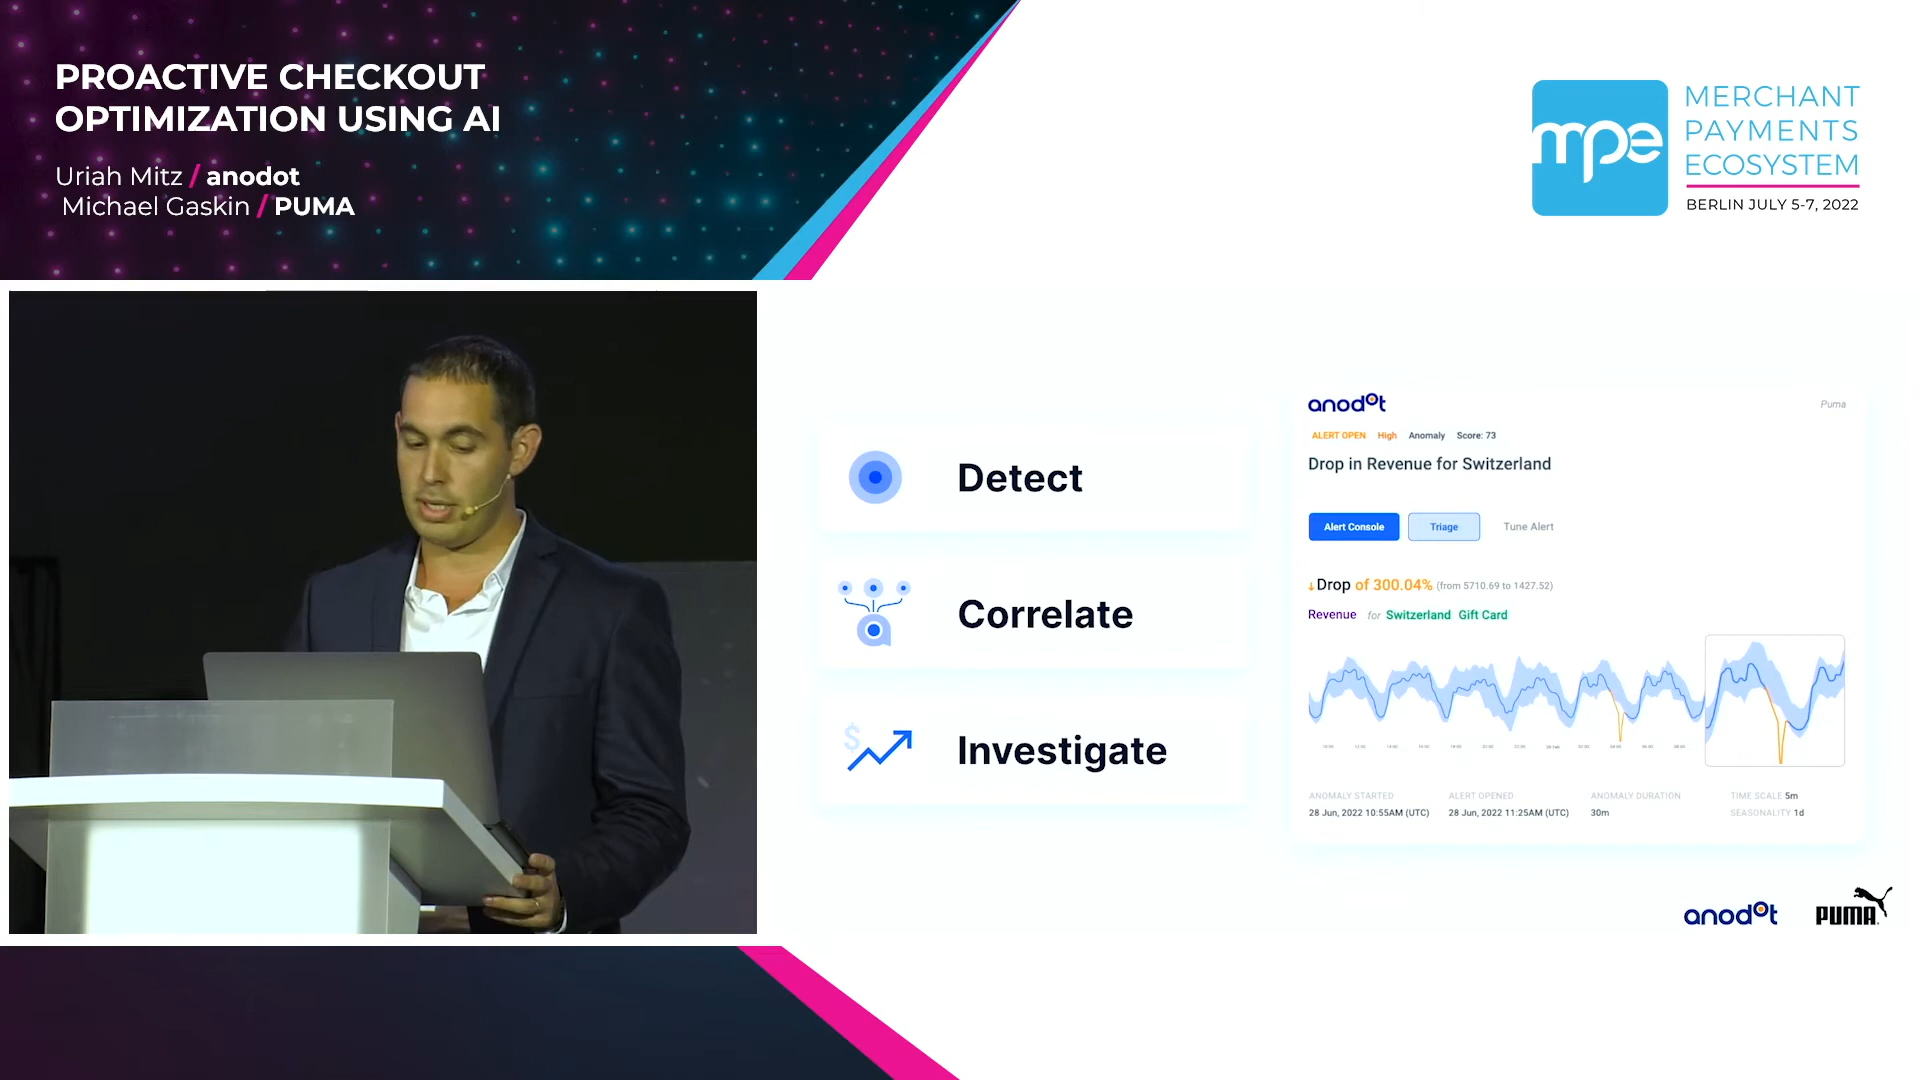 PROACTIVE CHECKOUT
OPTIMIZATION USING AI
Uriah Mitz / anodot
Michael Gaskin / PUMA
mpe
MERCHANT
PAYMENTS
ECOSYSTEM
BERLIN JULY 5-7, 2022
Detect
Correlate
$
Investigate
anodot
Puma
ALERT OPEN High Anomaly Score: 73
Drop in Revenue for Switzerland
Alert Console Triage Tune Alert
↓Drop of 300.04% (from 5710.69 to 1427.52)
Revenue for Switzerland Gift Card
ANOMALY STARTED ALERT OPENED ANOMALY DURATION TIME SCALE 5m
28 Jun, 2022 10:55AM (UTC) 28 Jun, 2022 11:25AM (UTC) 30m SEASONALITY 1d
anodot PUMA